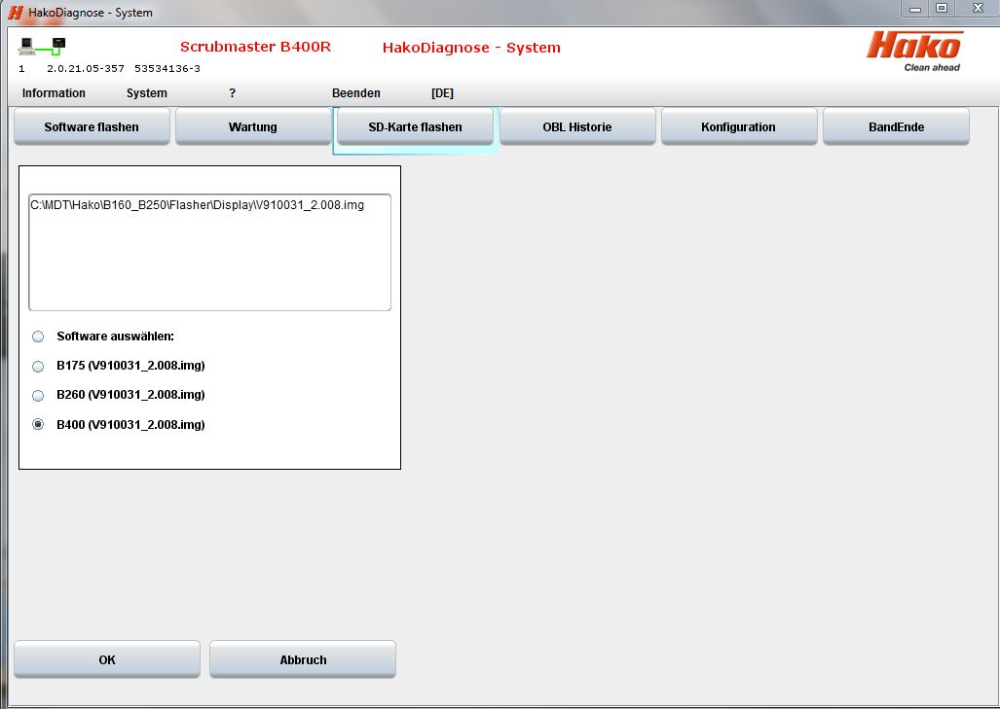 HakoDiagnose - System
Scrubmaster B400R HakoDiagnose - System
Hako
Clean ahead
1 2.0.21.05-357 53534136-3
Information System ? Beenden [DE]
Software flashen Wartung SD-Karte flashen OBL Historie Konfiguration BandEnde
C:\MDT\Hako\B160_B250\Flasher\Display\V910031_2.008.img
Software auswählen:
B175 (V910031_2.008.img)
B260 (V910031_2.008.img)
B400 (V910031_2.008.img)
OK Abbruch